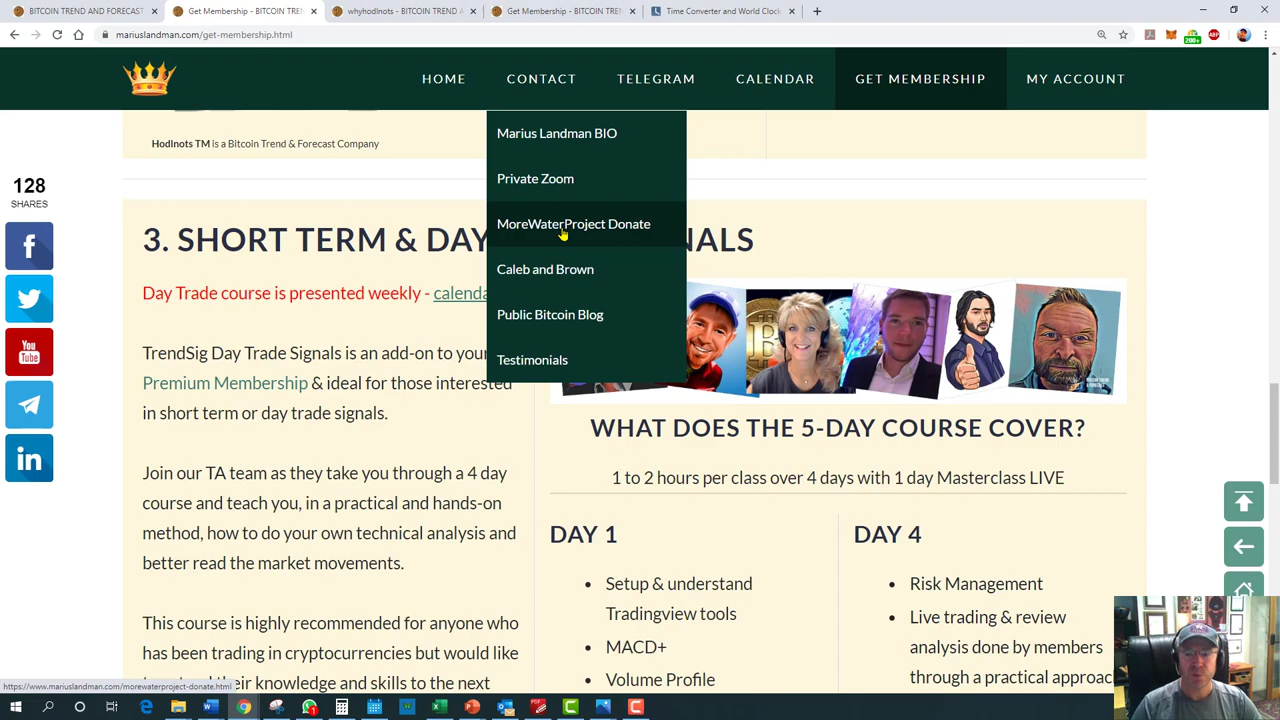 BITCOIN TREND AND FORECAST
Get Membership - BITCOIN TREN
whyhodlnots - BITCOIN TREND A
Get Membership - BITCOIN TREN
Time Converter and World Clock
mariuslandman.com/get-membership.html
200+
ABP
HOME
CONTACT
TELEGRAM
CALENDAR
GET MEMBERSHIP
MY ACCOUNT
Marius Landman BIO
Private Zoom
MoreWaterProject Donate
Caleb and Brown
Public Bitcoin Blog
Testimonials
128
SHARES
You
Tube
in
Hodlnots TM is a Bitcoin Trend & Forecast Company
3. SHORT TERM & DAY
NALS
Day Trade course is presented weekly - calenda
TrendSig Day Trade Signals is an add-on to your
Premium Membership & ideal for those interested
in short term or day trade signals.
Join our TA team as they take you through a 4 day
course and teach you, in a practical and hands-on
method, how to do your own technical analysis and
better read the market movements.
This course is highly recommended for anyone who
has been trading in cryptocurrencies but would like
their knowledge and skills to the next
WHAT DOES THE 5-DAY COURSE COVER?
1 to 2 hours per class over 4 days with 1 day Masterclass LIVE
DAY 1
• Setup & understand
Tradingview tools
• MACD+
• Volume Profile
DAY 4
• Risk Management
• Live trading & review
analysis done by members
through a practical approac
https://www.mariuslandman.com/morewaterproject-donate.html